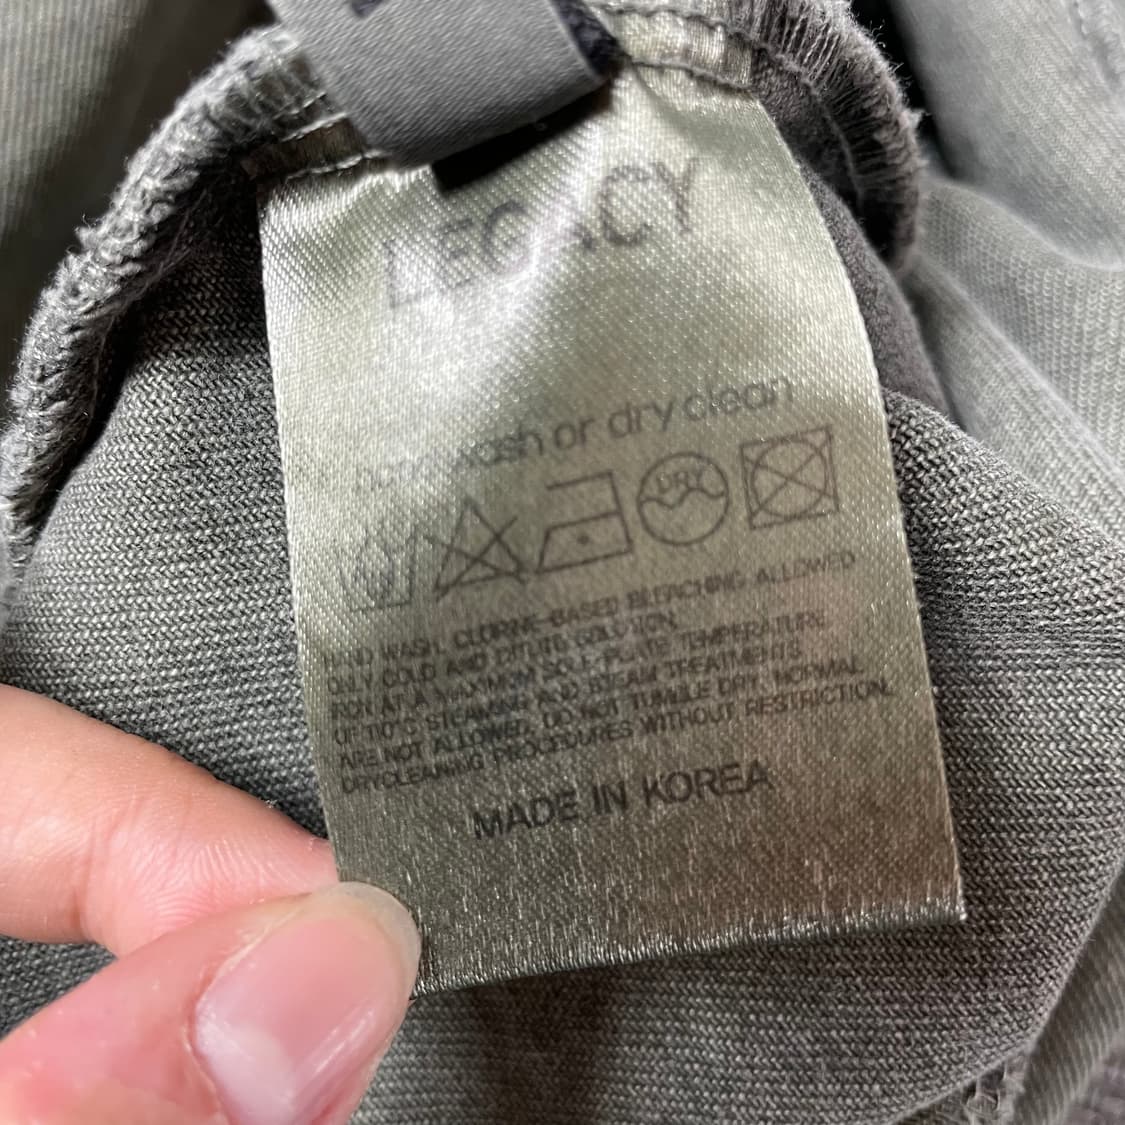 LEGACY
hand wash or dry clean
DRY
HAND WASH. CLORINE-BASED BLEACHING ALLOWED
ONLY COLD AND DILUTE SOLUTION.
IRON AT A MAXIMUM SOLE-PLATE TEMPERATURE
OF 110°C STEAMING AND STEAM TREATMENTS
ARE NOT ALLOWED. DO NOT TUMBLE DRY. NORMAL
DRYCLEANING PROCEDURES WITHOUT RESTRICTION.
MADE IN KOREA